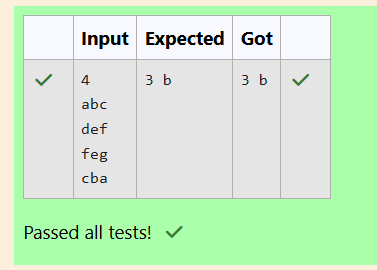 Input Expected Got
4 3 b 3 b
abc
def
feg
cba
Passed all tests!